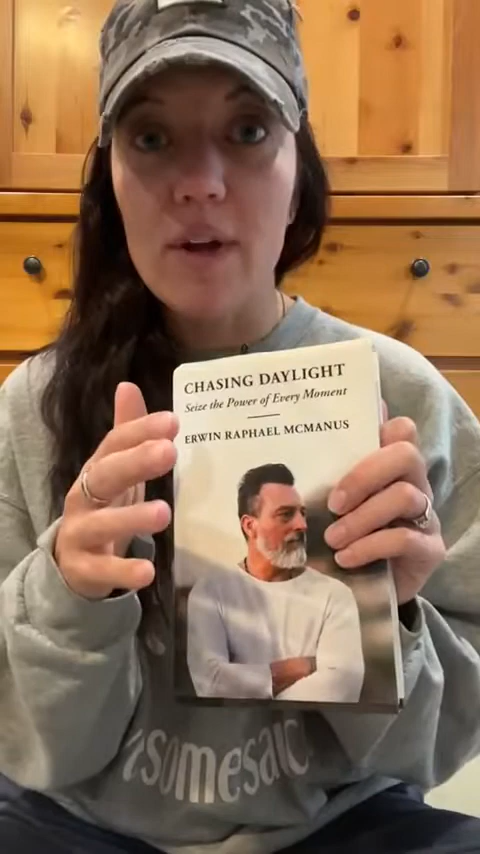 CHASING DAYLIGHT
Seize the Power of Every Moment
ERWIN RAPHAEL MCMANUS